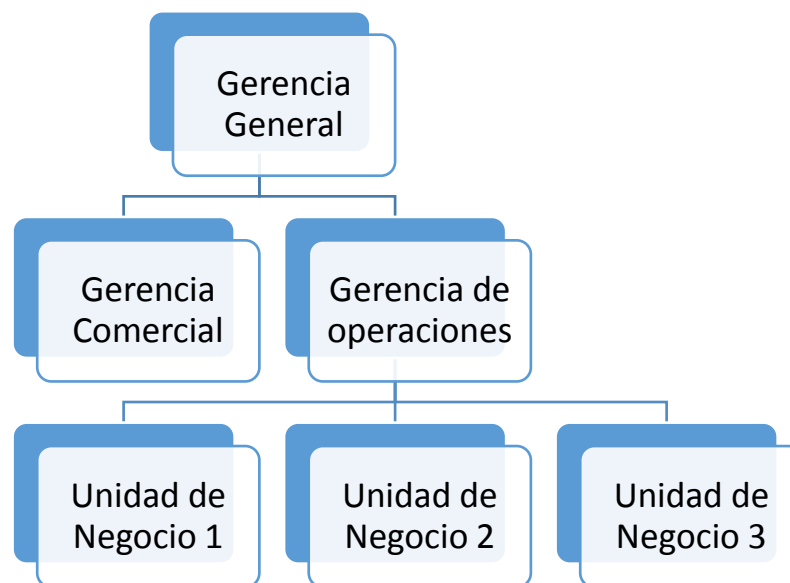 Gerencia
General
Gerencia
Comercial
Gerencia de
operaciones
Unidad de
Negocio 1
Unidad de
Negocio 2
Unidad de
Negocio 3